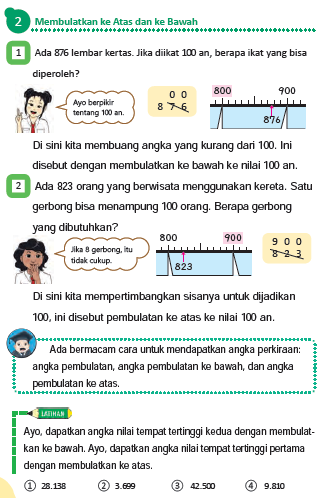 2 Membulatkan ke Atas dan ke Bawah
1 Ada 876 lembar kertas. Jika diikat 100 an, berapa ikat yang bisa
diperoleh?
Ayo berpikir
tentang 100 an.
0 0
8 7 6
800 900
876
Di sini kita membuang angka yang kurang dari 100. Ini
disebut dengan membulatkan ke bawah ke nilai 100 an.
2 Ada 823 orang yang berwisata menggunakan kereta. Satu
gerbong bisa menampung 100 orang. Berapa gerbong
yang dibutuhkan?
Jika 8 gerbong, itu
tidak cukup.
800 900
823
9 0 0
8 2 3
Di sini kita mempertimbangkan sisanya untuk dijadikan
100, ini disebut pembulatan ke atas ke nilai 100 an.
Ada bermacam cara untuk mendapatkan angka perkiraan:
angka pembulatan, angka pembulatan ke bawah, dan angka
pembulatan ke atas.
LATIHAN
Ayo, dapatkan angka nilai tempat tertinggi kedua dengan membulat-
kan ke bawah. Ayo, dapatkan angka nilai tempat tertinggi pertama
dengan membulatkan ke atas.
① 28.138 ② 3.699 ③ 42.500 ④ 9.810